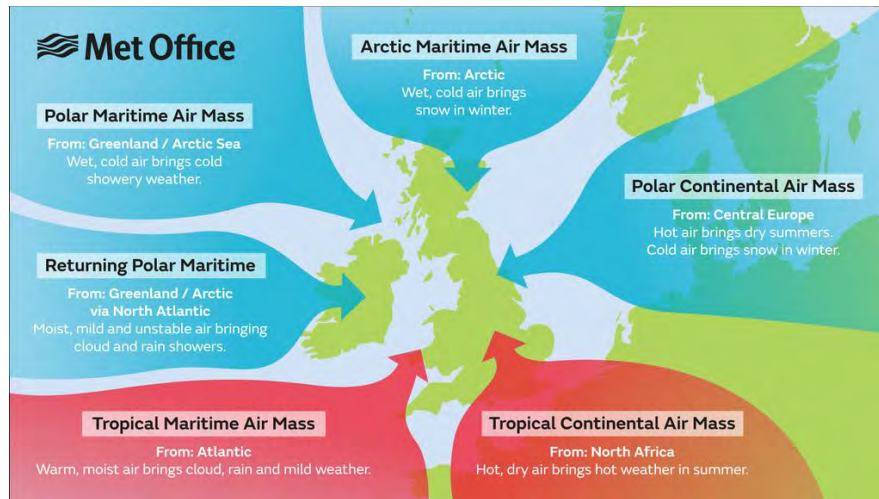 Met Office
Arctic Maritime Air Mass
From: Arctic
Wet, cold air brings
snow in winter.
Polar Maritime Air Mass
From: Greenland / Arctic Sea
Wet, cold air brings cold
showery weather.
Polar Continental Air Mass
From: Central Europe
Hot air brings dry summers.
Cold air brings snow in winter.
Returning Polar Maritime
From: Greenland / Arctic
via North Atlantic
Moist, mild and unstable air bringing
cloud and rain showers.
Tropical Maritime Air Mass
From: Atlantic
Warm, moist air brings cloud, rain and mild weather.
Tropical Continental Air Mass
From: North Africa
Hot, dry air brings hot weather in summer.